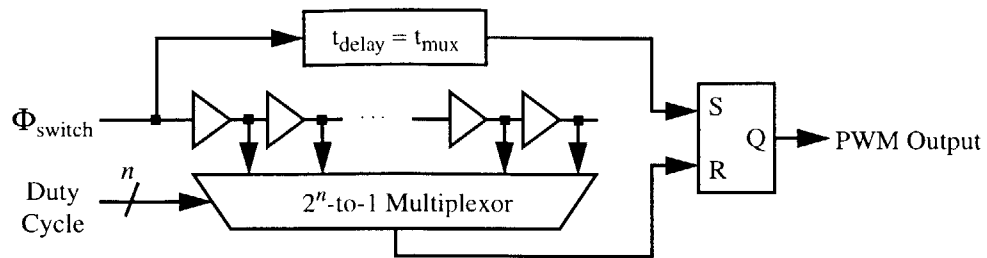 t_delay = t_mux
Φ_switch
. . .
S
Q
R
PWM Output
Duty
Cycle
n
2^n-to-1 Multiplexor